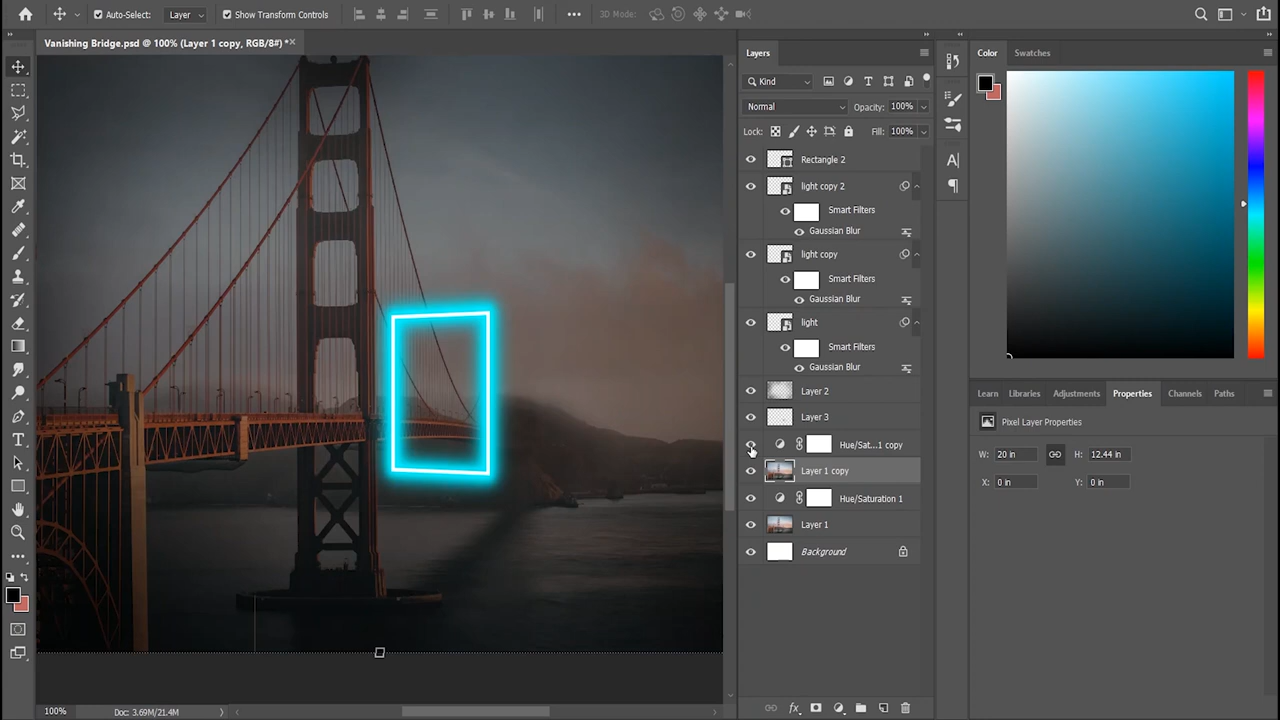 Auto-Select: Layer Show Transform Controls ••• 3D Mode:
Vanishing Bridge.psd @ 100% (Layer 1 copy, RGB/8#) *
Layers
Kind
Normal Opacity: 100%
Lock: Fill: 100%
Rectangle 2
light copy 2
Smart Filters
Gaussian Blur
light copy
Smart Filters
Gaussian Blur
light
Smart Filters
Gaussian Blur
Layer 2
Layer 3
Hue/Sat...1 copy
Layer 1 copy
Hue/Saturation 1
Layer 1
Background
fx
Color Swatches
Learn Libraries Adjustments Properties Channels Paths
Pixel Layer Properties
W: 20 in H: 12.44 in
X: 0 in Y: 0 in
100% Doc: 3.69M/21.4M